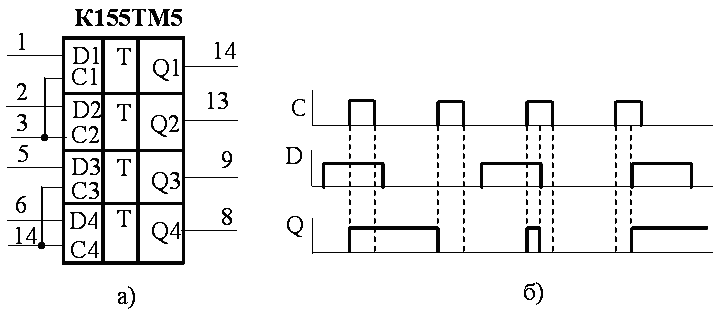 К155ТМ5
1 D1 T Q1 14
C1
2 D2 T Q2 13
3 C2
5 D3 T Q3 9
C3
6 D4 T Q4 8
14 C4
а)
C
D
Q
б)